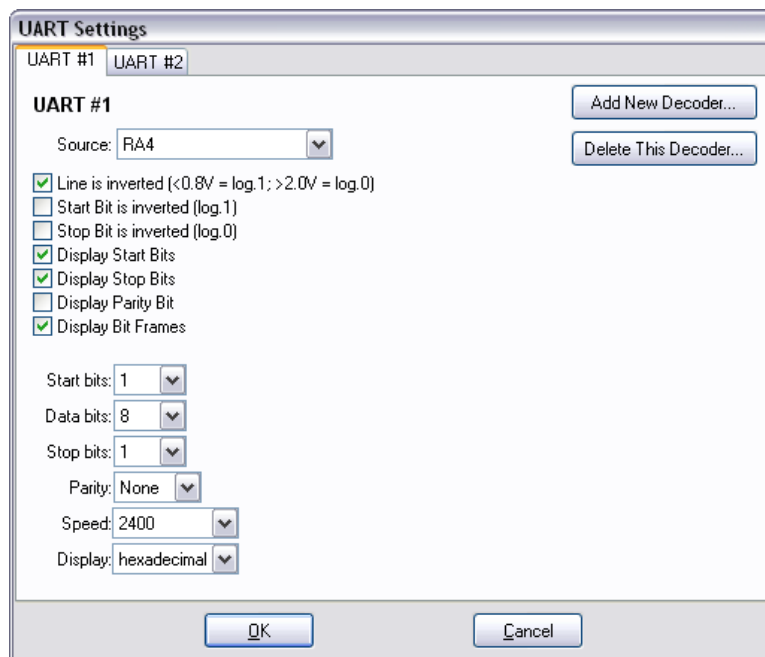 UART Settings
UART #1 UART #2
UART #1
Add New Decoder...
Source: RA4
Delete This Decoder...
Line is inverted (<0.8V = log.1; >2.0V = log.0)
Start Bit is inverted (log.1)
Stop Bit is inverted (log.0)
Display Start Bits
Display Stop Bits
Display Parity Bit
Display Bit Frames
Start bits: 1
Data bits: 8
Stop bits: 1
Parity: None
Speed: 2400
Display: hexadecimal
OK Cancel